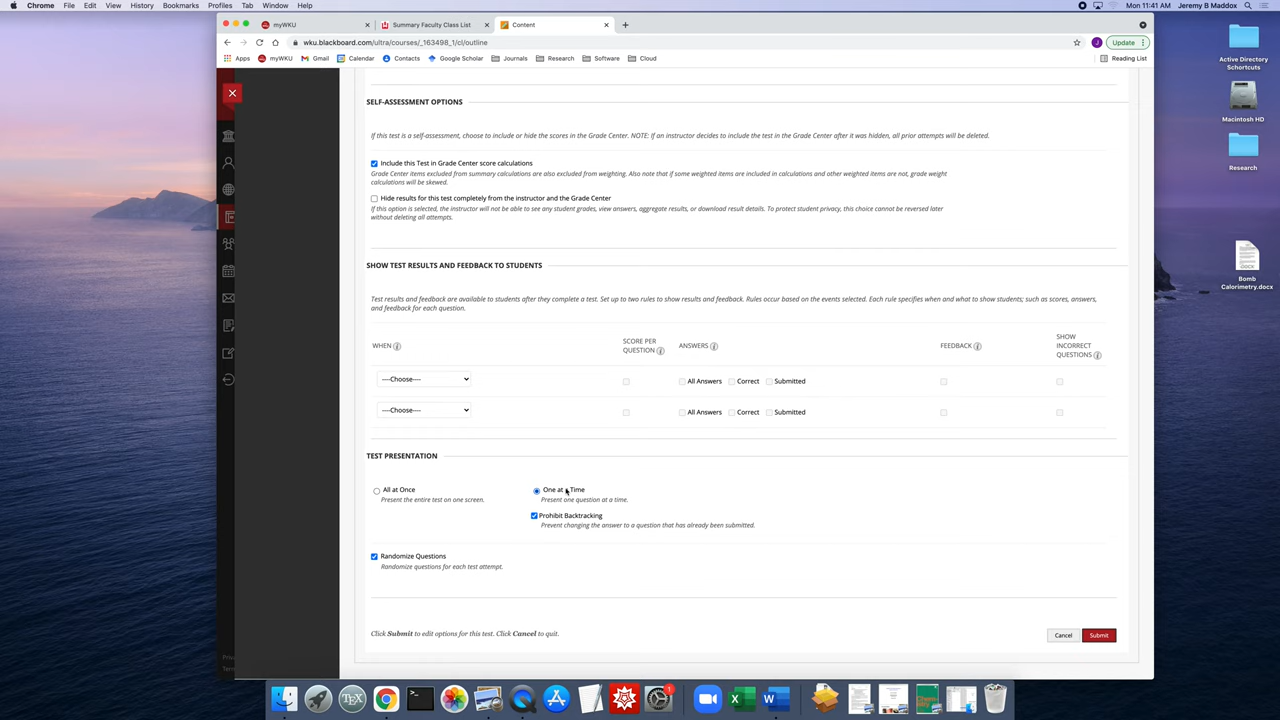 Chrome File Edit View History Bookmarks Profiles Tab Window Help
Jeremy B Maddox Mon 11:41 AM
myWKU
Summary Faculty Class List
Content
wku.blackboard.com/ultra/courses/_163498_1/cl/outline
J
Update
Apps myWKU Gmail Calendar Contacts Google Scholar Journals Research Software Cloud Reading List
SELF-ASSESSMENT OPTIONS
If this test is a self-assessment, choose to include or hide the scores in the Grade Center. NOTE: If an instructor decides to include the test in the Grade Center after it was hidden, all prior attempts will be deleted.
Include this Test in Grade Center score calculations
Grade Center items excluded from summary calculations are also excluded from weighting. Also note that if some weighted items are included in calculations and other weighted items are not, grade weight
calculations will be skewed.
Hide results for this test completely from the instructor and the Grade Center
If this option is selected, the instructor will not be able to see any student grades, view answers, aggregate results, or download result details. To protect student privacy, this choice cannot be reversed later
without deleting all attempts.
SHOW TEST RESULTS AND FEEDBACK TO STUDENTS
Test results and feedback are available to students after they complete a test. Set up two rules to show results and feedback. Rules occur based on the events selected. Each rule specifies when and what to show students; such as scores, answers,
and feedback for each question.
WHEN
SCORE PER
QUESTION
ANSWERS
FEEDBACK
SHOW
INCORRECT
QUESTIONS
----Choose---- All Answers Correct Submitted
----Choose---- All Answers Correct Submitted
TEST PRESENTATION
All at Once
Present the entire test on one screen.
One at a Time
Present one question at a time.
Prohibit Backtracking
Prevent changing the answer to a question that has already been submitted.
Randomize Questions
Randomize questions for each test attempt.
Click Submit to edit options for this test. Click Cancel to quit.
Cancel Submit
Priv
Term
Active Directory
Schortcuts
Macintosh HD
Research
Bomb
Calorimetry.docx
DOCX
TEX
1